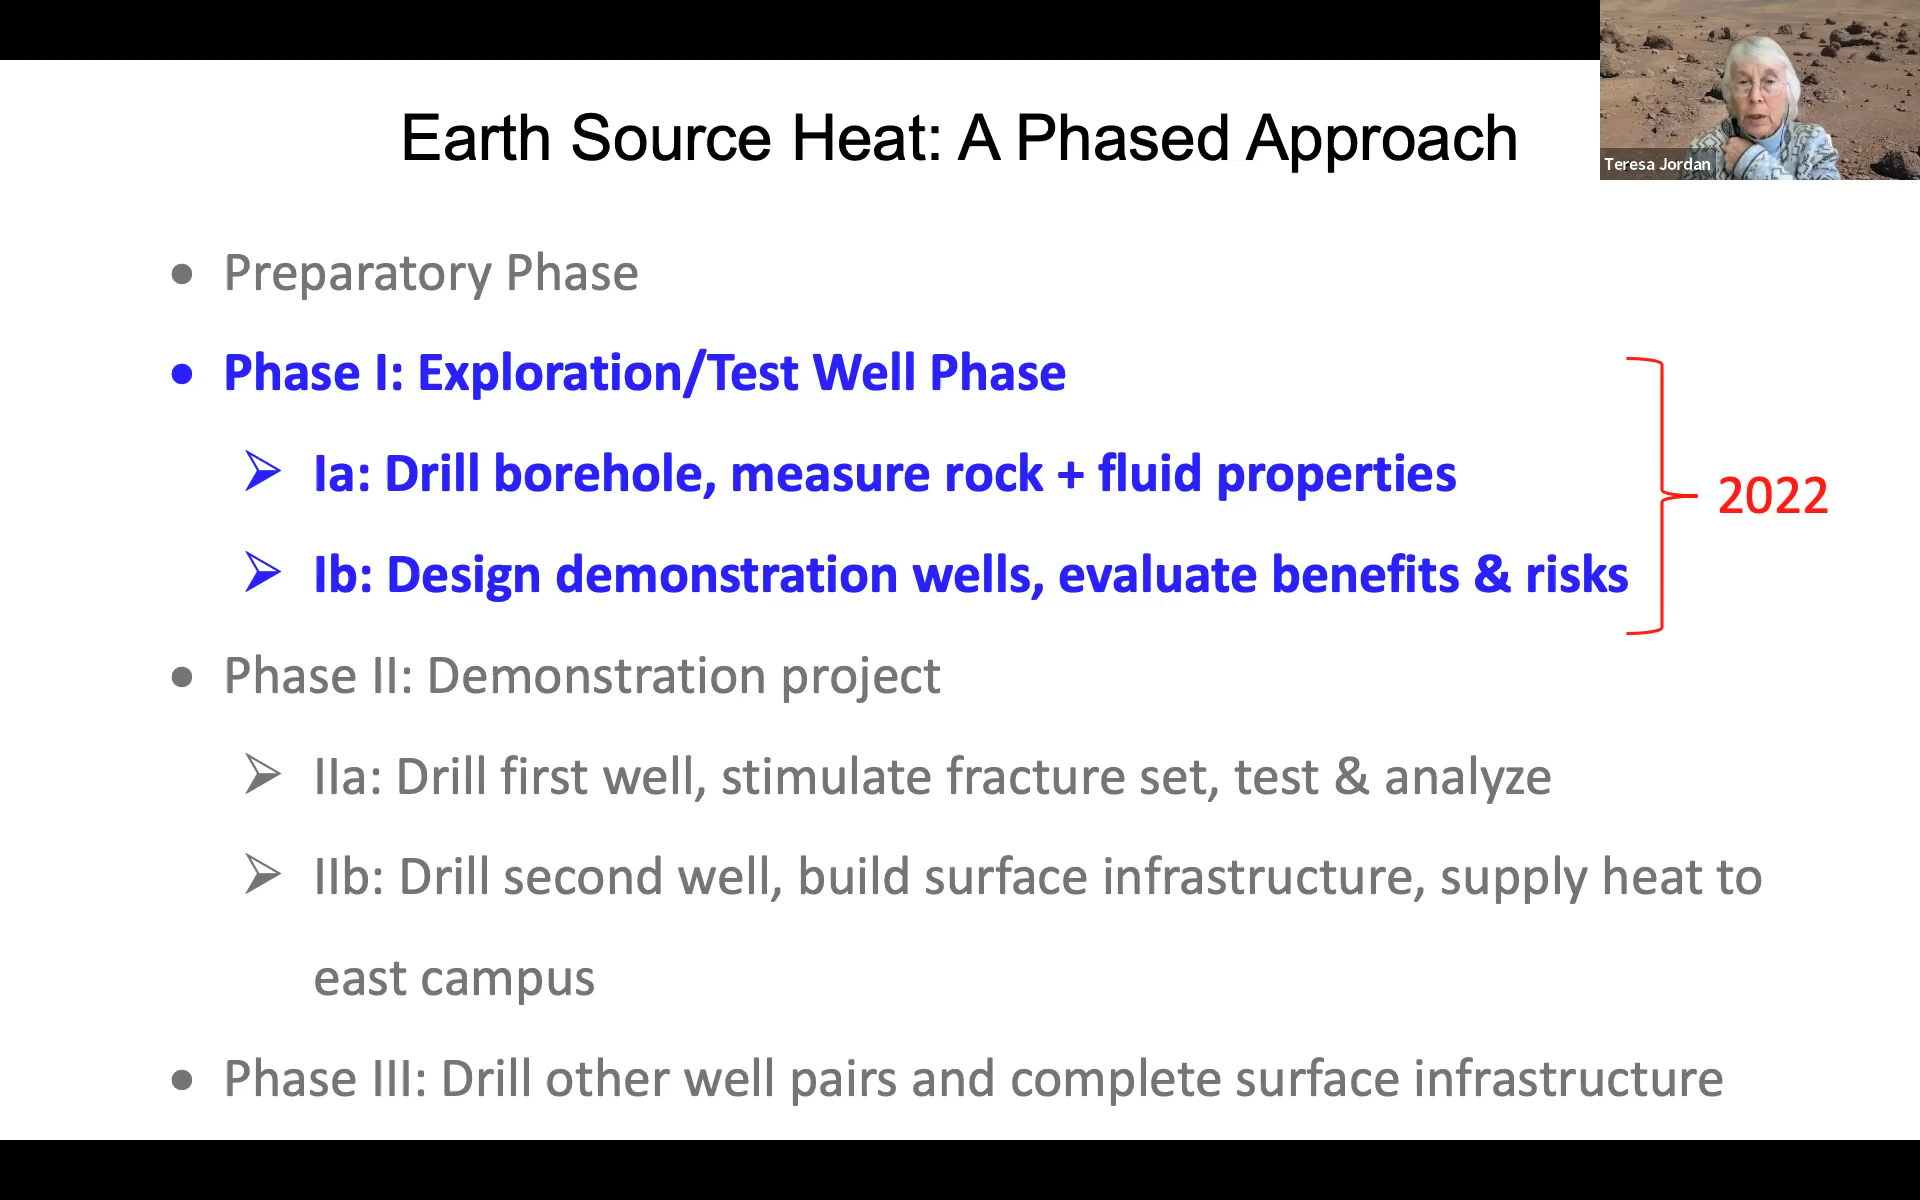 Earth Source Heat: A Phased Approach
Teresa Jordan
• Preparatory Phase
• Phase I: Exploration/Test Well Phase
➢ Ia: Drill borehole, measure rock + fluid properties
2022
➢ Ib: Design demonstration wells, evaluate benefits & risks
• Phase II: Demonstration project
➢ IIa: Drill first well, stimulate fracture set, test & analyze
➢ IIb: Drill second well, build surface infrastructure, supply heat to
east campus
• Phase III: Drill other well pairs and complete surface infrastructure